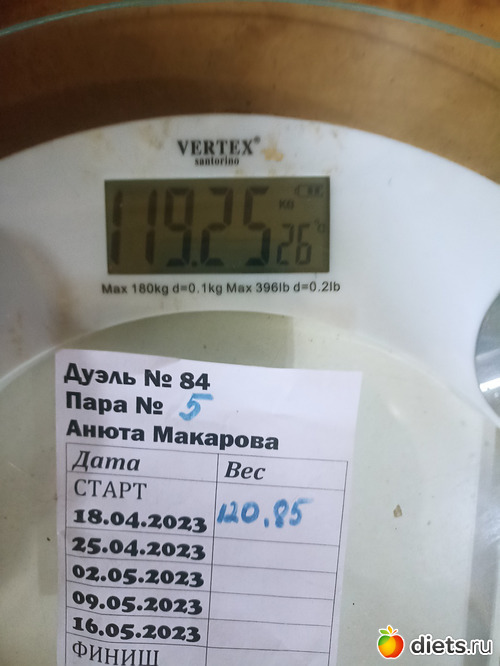 VERTEX®
santorino
119.25 KG 26°C
Max 180kg d=0.1kg Max 396lb d=0.2lb
Дуэль № 84
Пара № 5
Анюта Макарова
Дата Вес
СТАРТ
18.04.2023 120.85
25.04.2023
02.05.2023
09.05.2023
16.05.2023
ФИНИШ
diets.ru